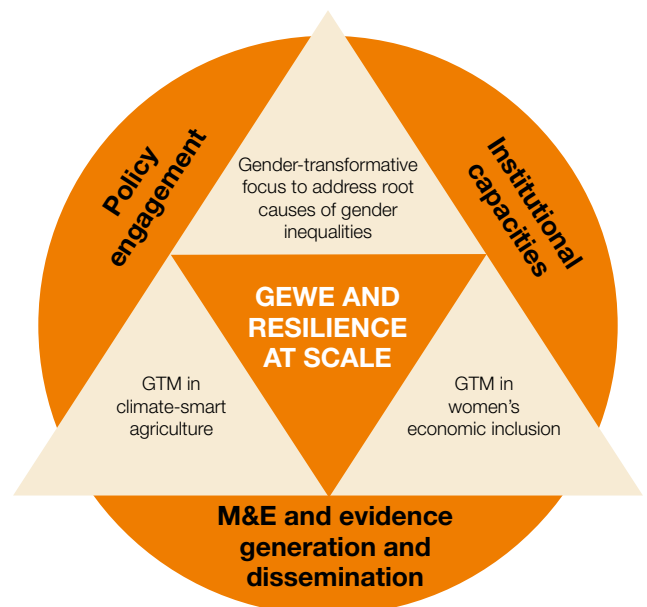 Policy
engagement
Institutional
capacities
Gender-transformative
focus to address root
causes of gender
inequalities
GEWE AND
RESILIENCE
AT SCALE
GTM in
climate-smart
agriculture
GTM in
women’s
economic inclusion
M&E and evidence
generation and
dissemination